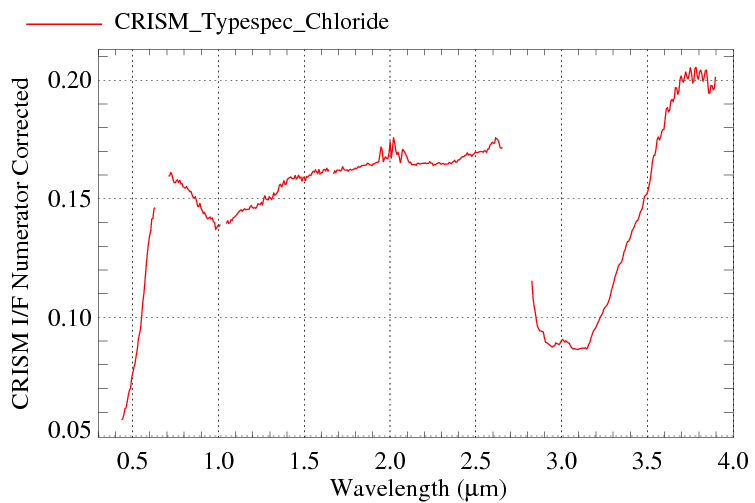 CRISM_Typespec_Chloride
CRISM I/F Numerator Corrected
0.20
0.15
0.10
0.05
0.5 1.0 1.5 2.0 2.5 3.0 3.5 4.0
Wavelength (μm)